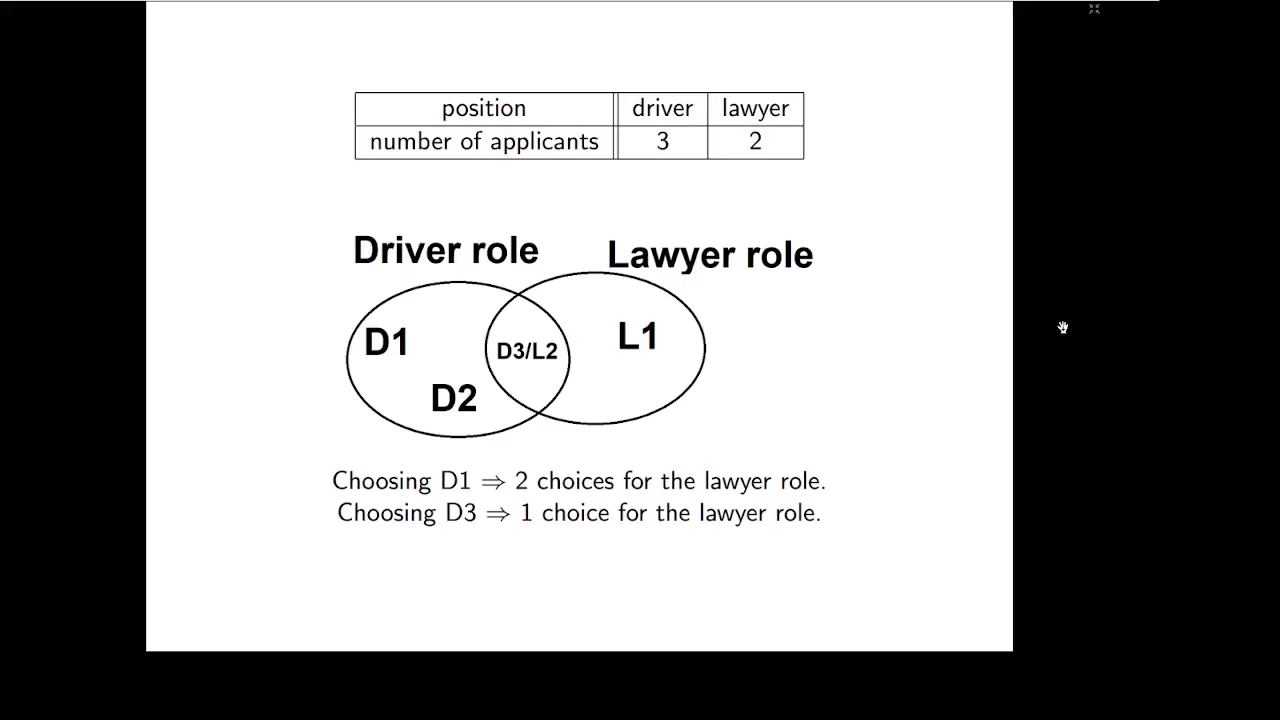 position driver lawyer
number of applicants 3 2
Driver role Lawyer role
D1 D3/L2 L1
D2
Choosing D1 ⇒ 2 choices for the lawyer role.
Choosing D3 ⇒ 1 choice for the lawyer role.